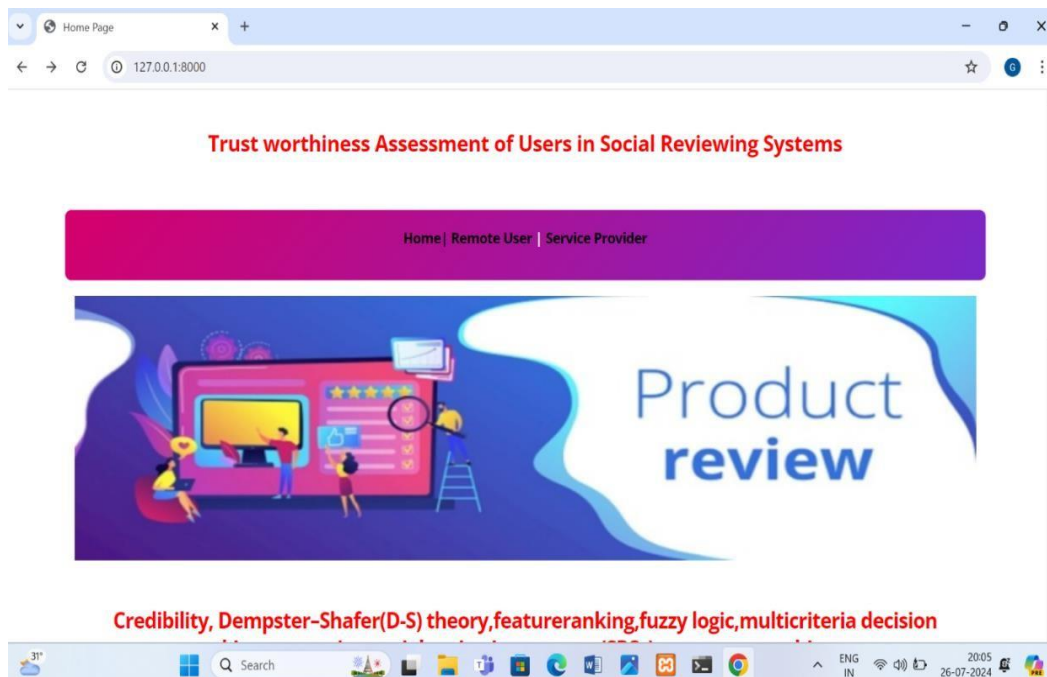 Home Page
127.0.0.1:8000
G
Trust worthiness Assessment of Users in Social Reviewing Systems
Home| Remote User | Service Provider
Product
review
Credibility, Dempster–Shafer(D-S) theory,featureranking,fuzzy logic,multicriteria decision
31°
Search
ENG
IN
20:05
26-07-2024